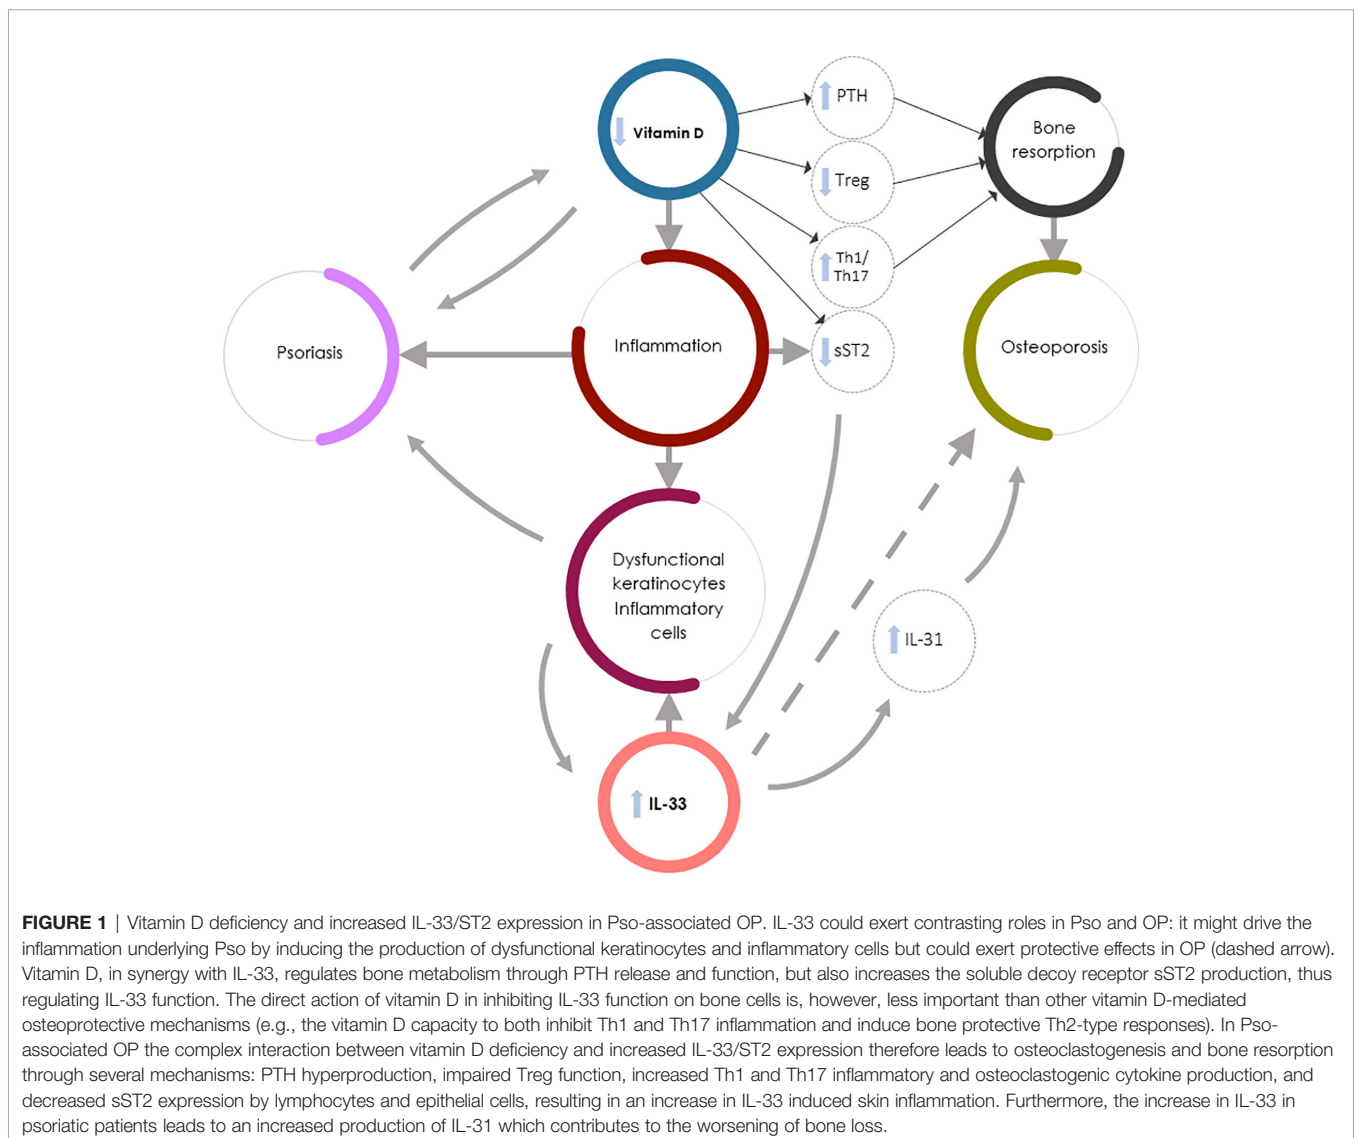 Vitamin D
PTH
Treg
Th1/
Th17
sST2
Bone
resorption
Psoriasis
Inflammation
Osteoporosis
Dysfunctional
keratinocytes
Inflammatory
cells
IL-31
IL-33
FIGURE 1 | Vitamin D deficiency and increased IL-33/ST2 expression in Pso-associated OP. IL-33 could exert contrasting roles in Pso and OP: it might drive the
inflammation underlying Pso by inducing the production of dysfunctional keratinocytes and inflammatory cells but could exert protective effects in OP (dashed arrow).
Vitamin D, in synergy with IL-33, regulates bone metabolism through PTH release and function, but also increases the soluble decoy receptor sST2 production, thus
regulating IL-33 function. The direct action of vitamin D in inhibiting IL-33 function on bone cells is, however, less important than other vitamin D-mediated
osteoprotective mechanisms (e.g., the vitamin D capacity to both inhibit Th1 and Th17 inflammation and induce bone protective Th2-type responses). In Pso-
associated OP the complex interaction between vitamin D deficiency and increased IL-33/ST2 expression therefore leads to osteoclastogenesis and bone resorption
through several mechanisms: PTH hyperproduction, impaired Treg function, increased Th1 and Th17 inflammatory and osteoclastogenic cytokine production, and
decreased sST2 expression by lymphocytes and epithelial cells, resulting in an increase in IL-33 induced skin inflammation. Furthermore, the increase in IL-33 in
psoriatic patients leads to an increased production of IL-31 which contributes to the worsening of bone loss.